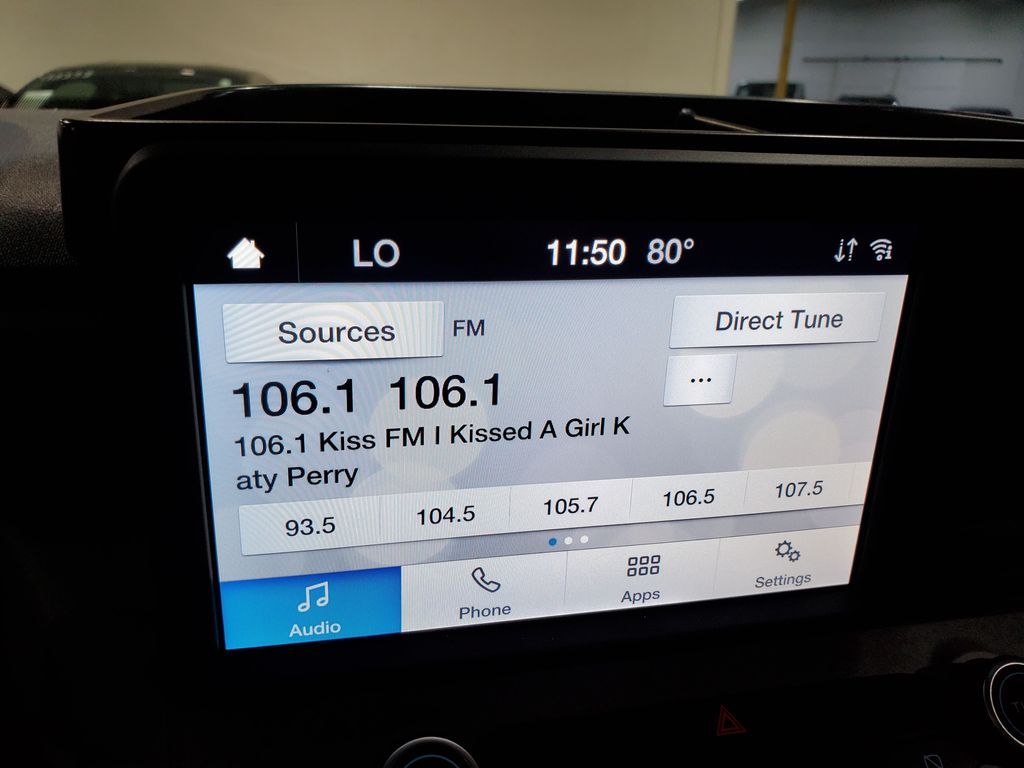 LO 11:50 80°
Sources FM Direct Tune
...
106.1 106.1
106.1 Kiss FM I Kissed A Girl K
aty Perry
93.5 104.5 105.7 106.5 107.5
Audio Phone Apps Settings